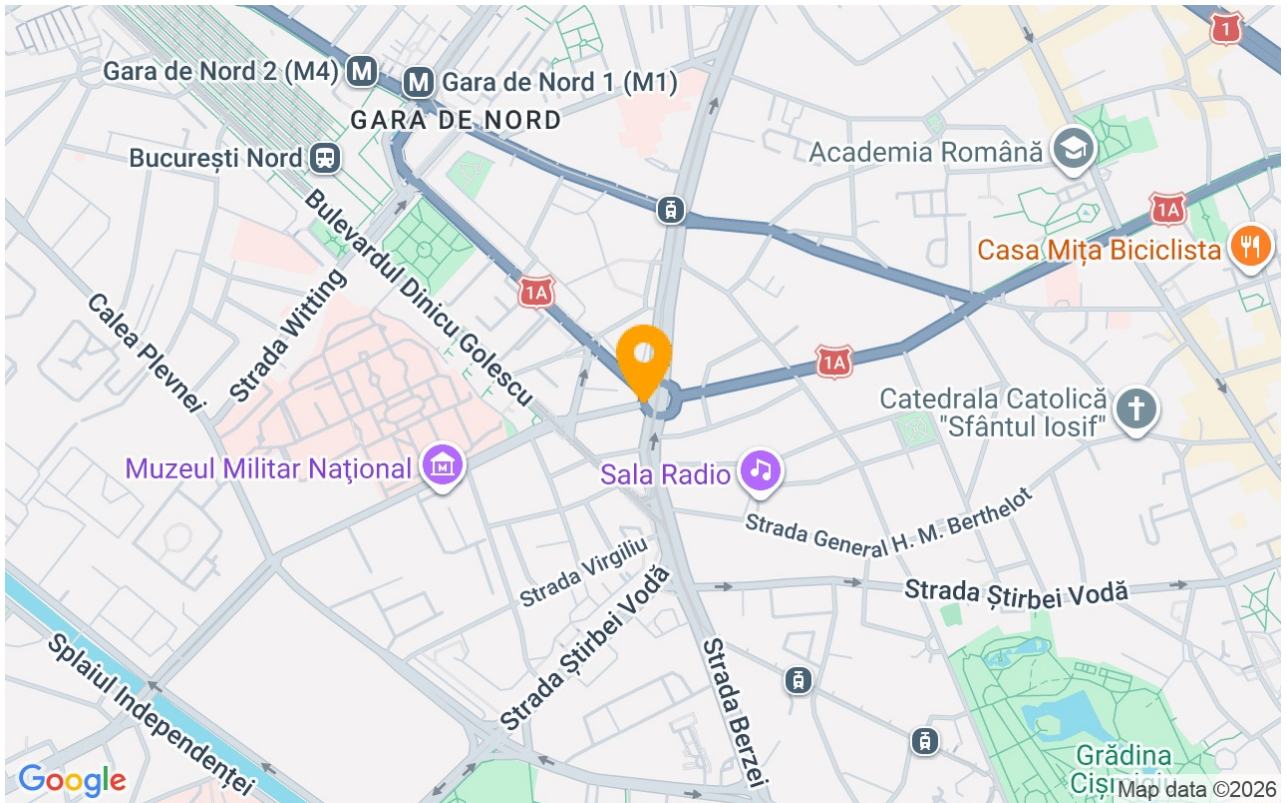 1
Gara de Nord 2 (M4)
M
M
Gara de Nord 1 (M1)
GARA DE NORD
București Nord
Academia Română
1A
Casa Mița Biciclista
Bulevardul Dinicu Golescu
Strada Witting
Calea Plevnei
1A
1A
Catedrala Catolică
"Sfântul Iosif"
Muzeul Militar Naţional
M
Sala Radio
Strada General H. M. Berthelot
Strada Virgiliu
Strada Știrbei Vodă
Strada Știrbei Vodă
Splaiul Independenței
Strada Berzei
Grădina
Google
Map data ©2026